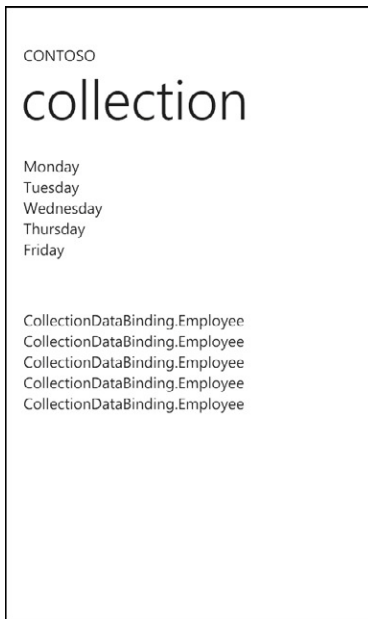 CONTOSO
collection
Monday
Tuesday
Wednesday
Thursday
Friday
CollectionDataBinding.Employee
CollectionDataBinding.Employee
CollectionDataBinding.Employee
CollectionDataBinding.Employee
CollectionDataBinding.Employee